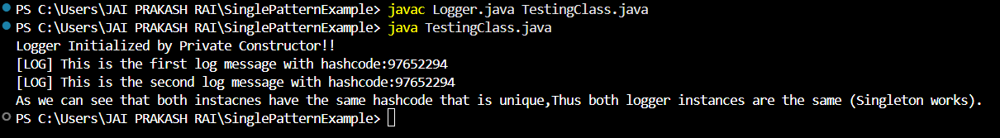 PS C:\Users\JAI PRAKASH RAI\SinglePatternExample> javac Logger.java TestingClass.java
PS C:\Users\JAI PRAKASH RAI\SinglePatternExample> java TestingClass.java
Logger Initialized by Private Constructor!!
[LOG] This is the first log message with hashcode:97652294
[LOG] This is the second log message with hashcode:97652294
As we can see that both instacnes have the same hashcode that is unique,Thus both logger instances are the same (Singleton works).
PS C:\Users\JAI PRAKASH RAI\SinglePatternExample>